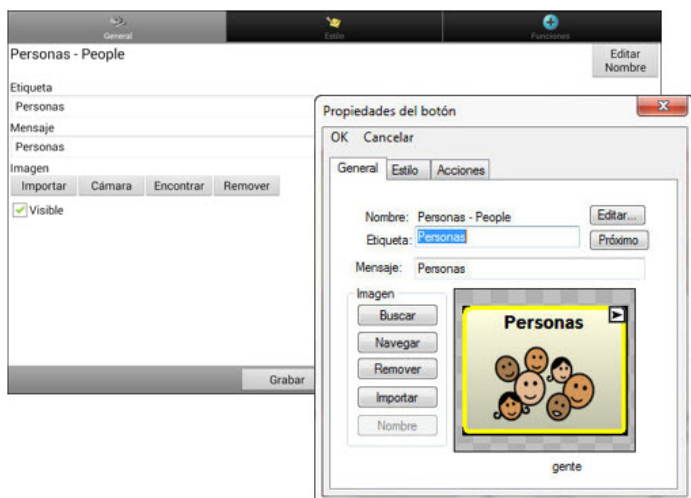 General Estilo Funciones
Personas - People
Editar
Nombre
Etiqueta
Personas
Mensaje
Personas
Imagen
Importar Cámara Encontrar Remover
Visible
Grabar
Propiedades del botón
OK Cancelar
General Estilo Acciones
Nombre: Personas - People Editar...
Etiqueta: Personas Próximo
Mensaje: Personas
Imagen
Buscar
Navegar
Remover
Importar
Nombre
Personas
gente